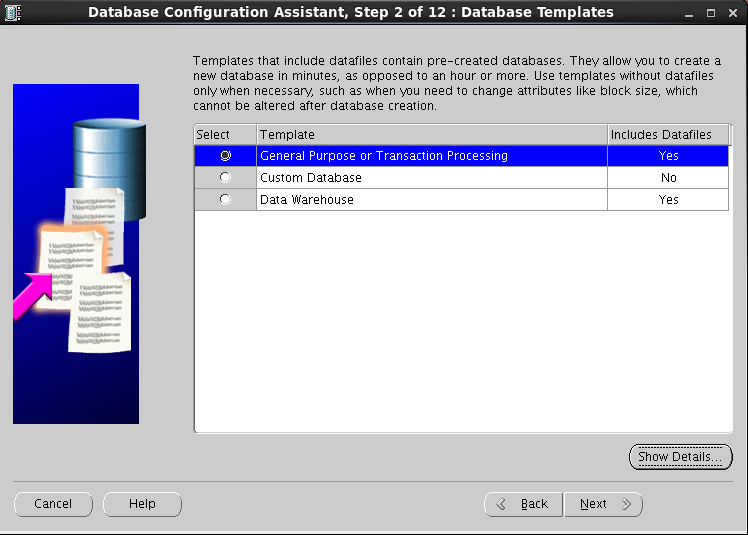 Database Configuration Assistant, Step 2 of 12 : Database Templates
Templates that include datafiles contain pre-created databases. They allow you to create a
new database in minutes, as opposed to an hour or more. Use templates without datafiles
only when necessary, such as when you need to change attributes like block size, which
cannot be altered after database creation.
Select Template Includes Datafiles
General Purpose or Transaction Processing Yes
Custom Database No
Data Warehouse Yes
Show Details...
Cancel Help Back Next